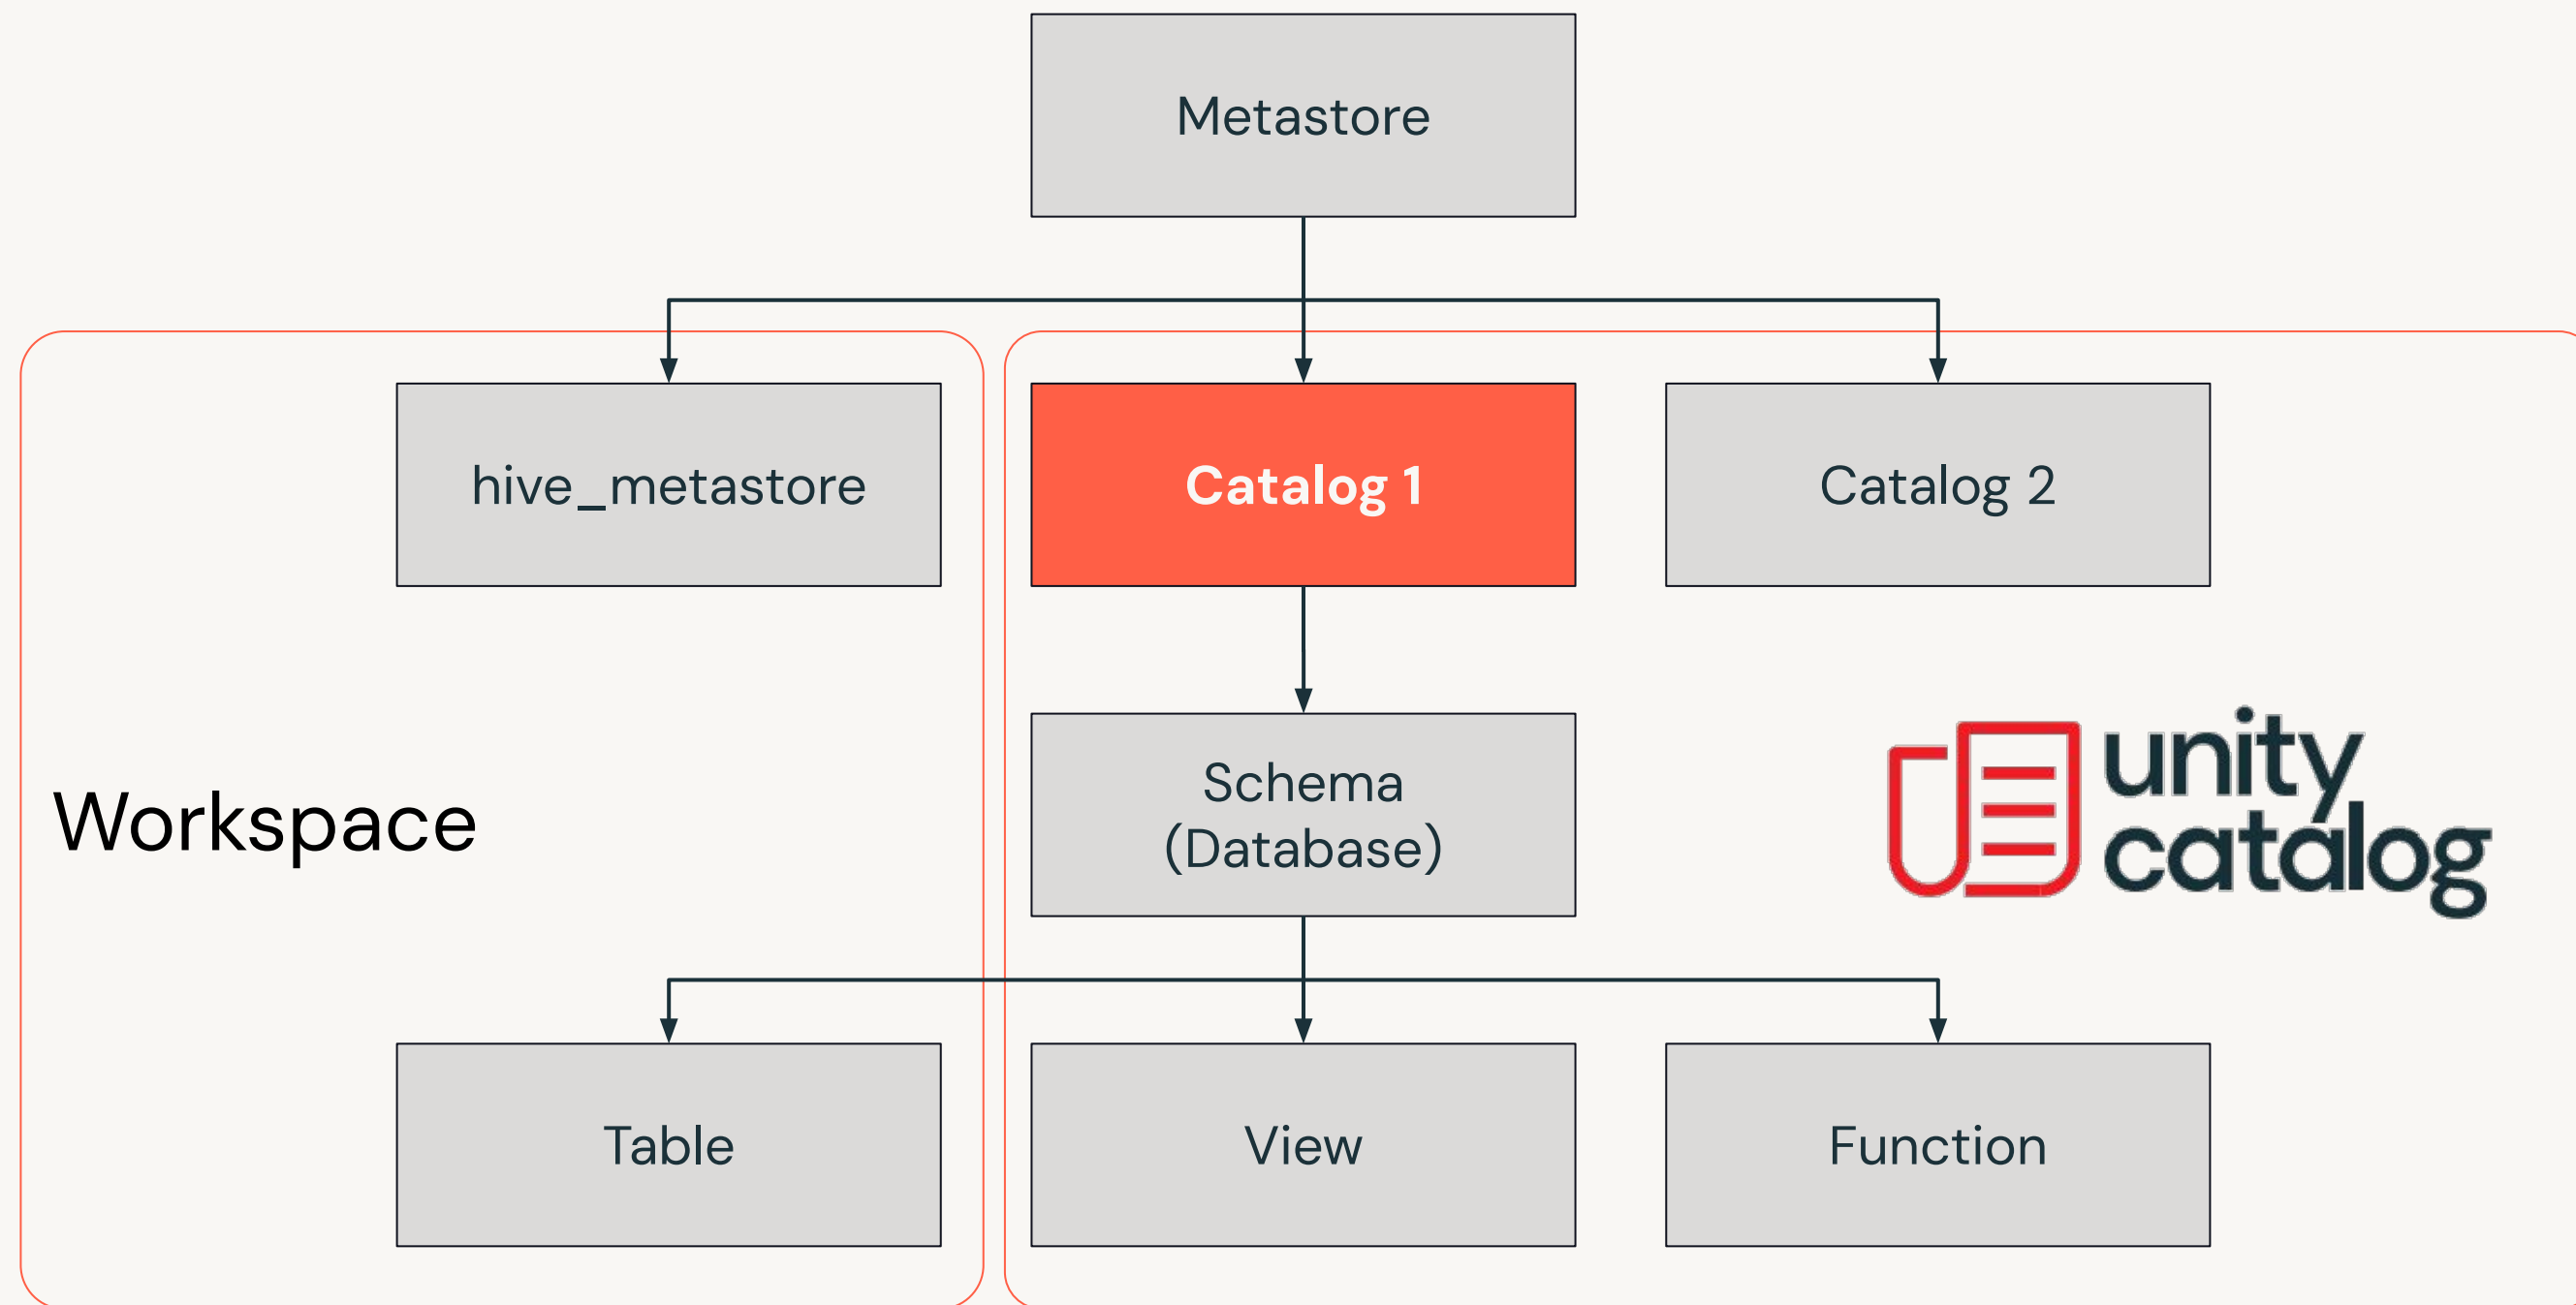 Metastore
hive_metastore
Catalog 1
Catalog 2
Workspace
Schema
(Database)
unity
catalog
Table
View
Function